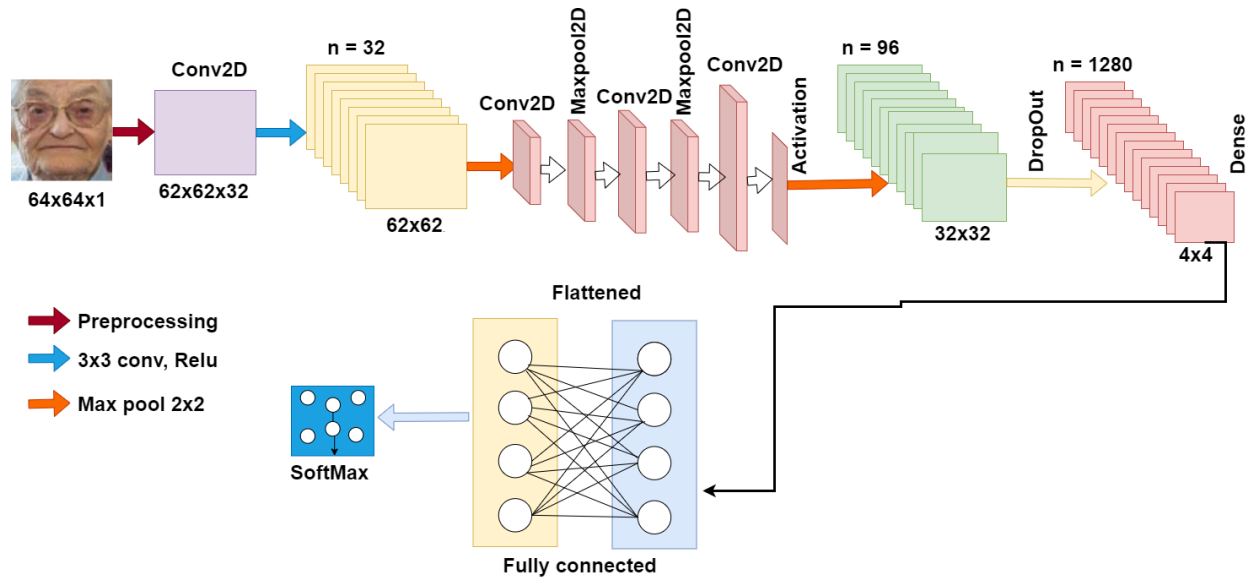 n = 32
Conv2D
64x64x1
62x62x32
62x62
Conv2D
Maxpool2D
Conv2D
Maxpool2D
Conv2D
Activation
n = 96
32x32
DropOut
n = 1280
4x4
Dense
Preprocessing
3x3 conv, Relu
Max pool 2x2
Flattened
Fully connected
SoftMax